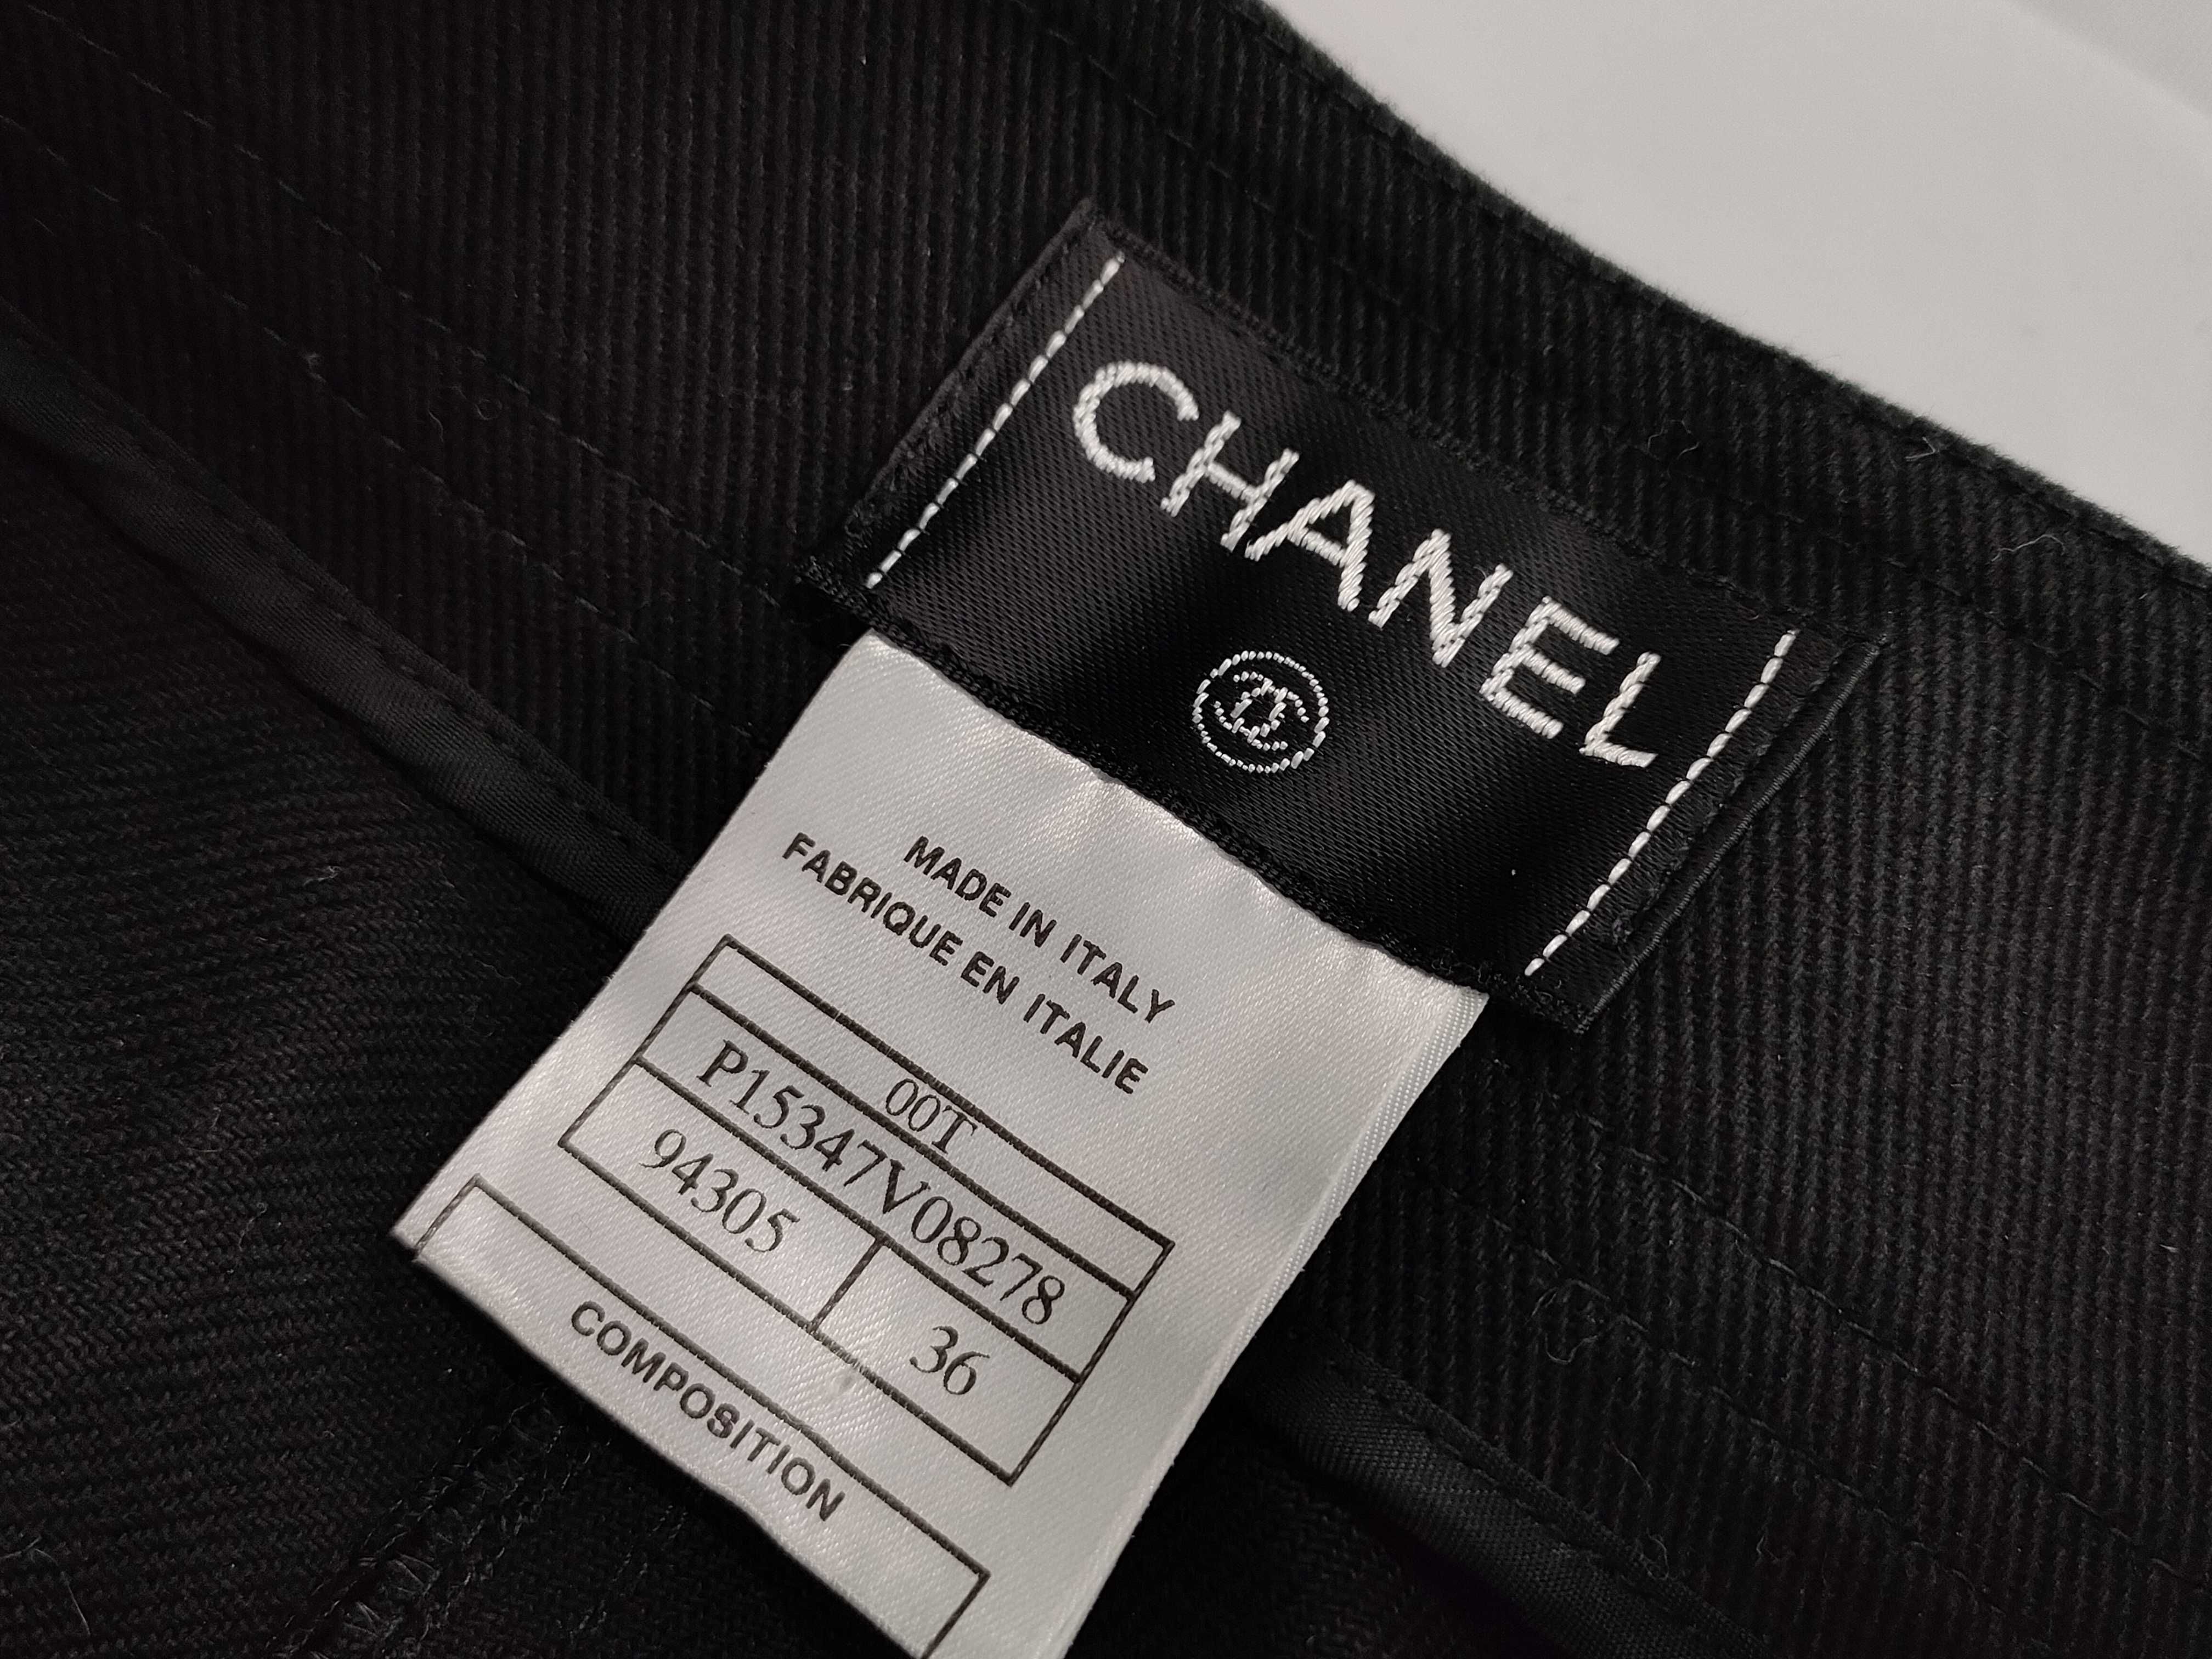 CHANEL
MADE IN ITALY
FABRIQUE EN ITALIE
00T
P15347V08278
94305 36
COMPOSITION